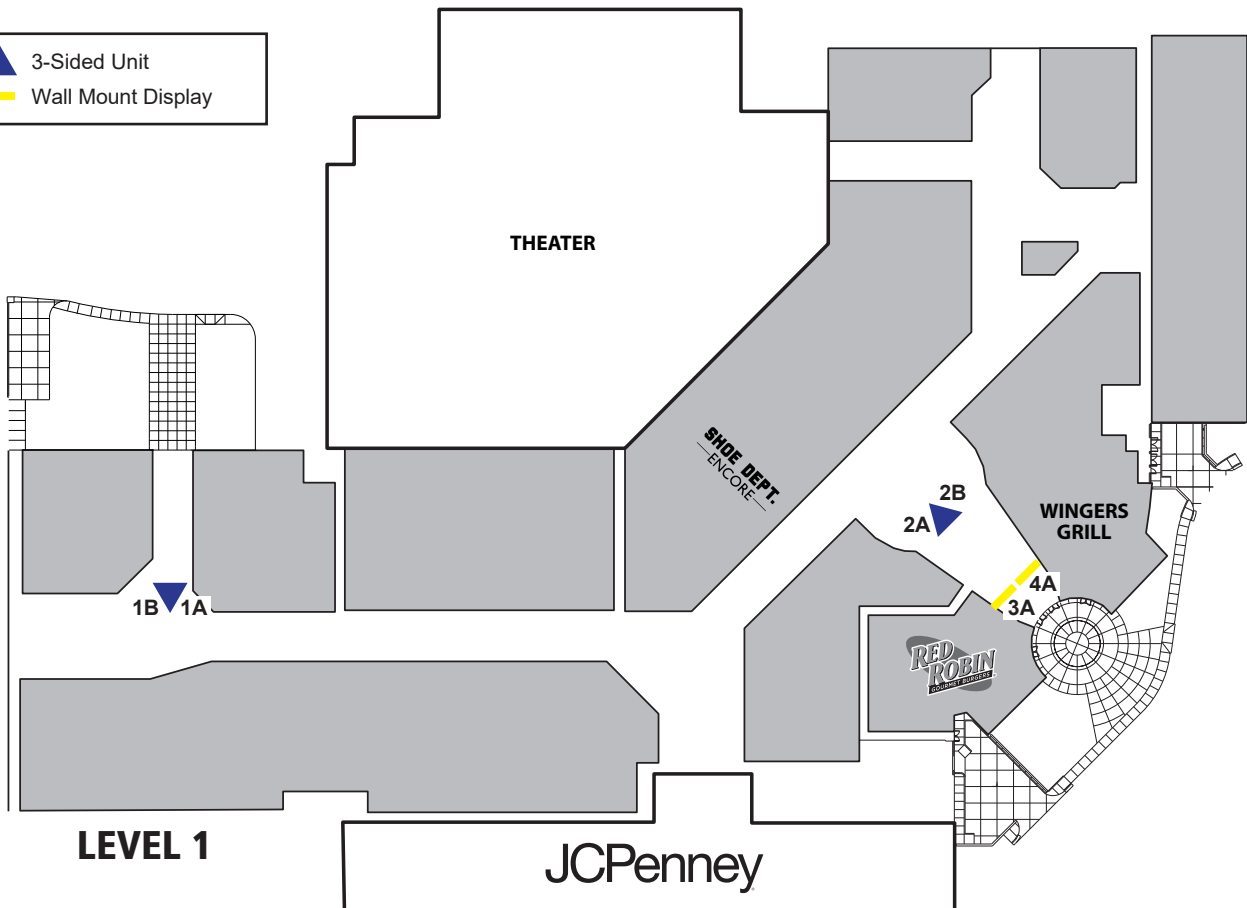 3-Sided Unit
Wall Mount Display
THEATER
SHOE DEPT.
ENCORE
2B
2A
WINGERS
GRILL
4A
3A
1B
1A
RED
ROBIN
GOURMET BURGERS
LEVEL 1
JCPenney